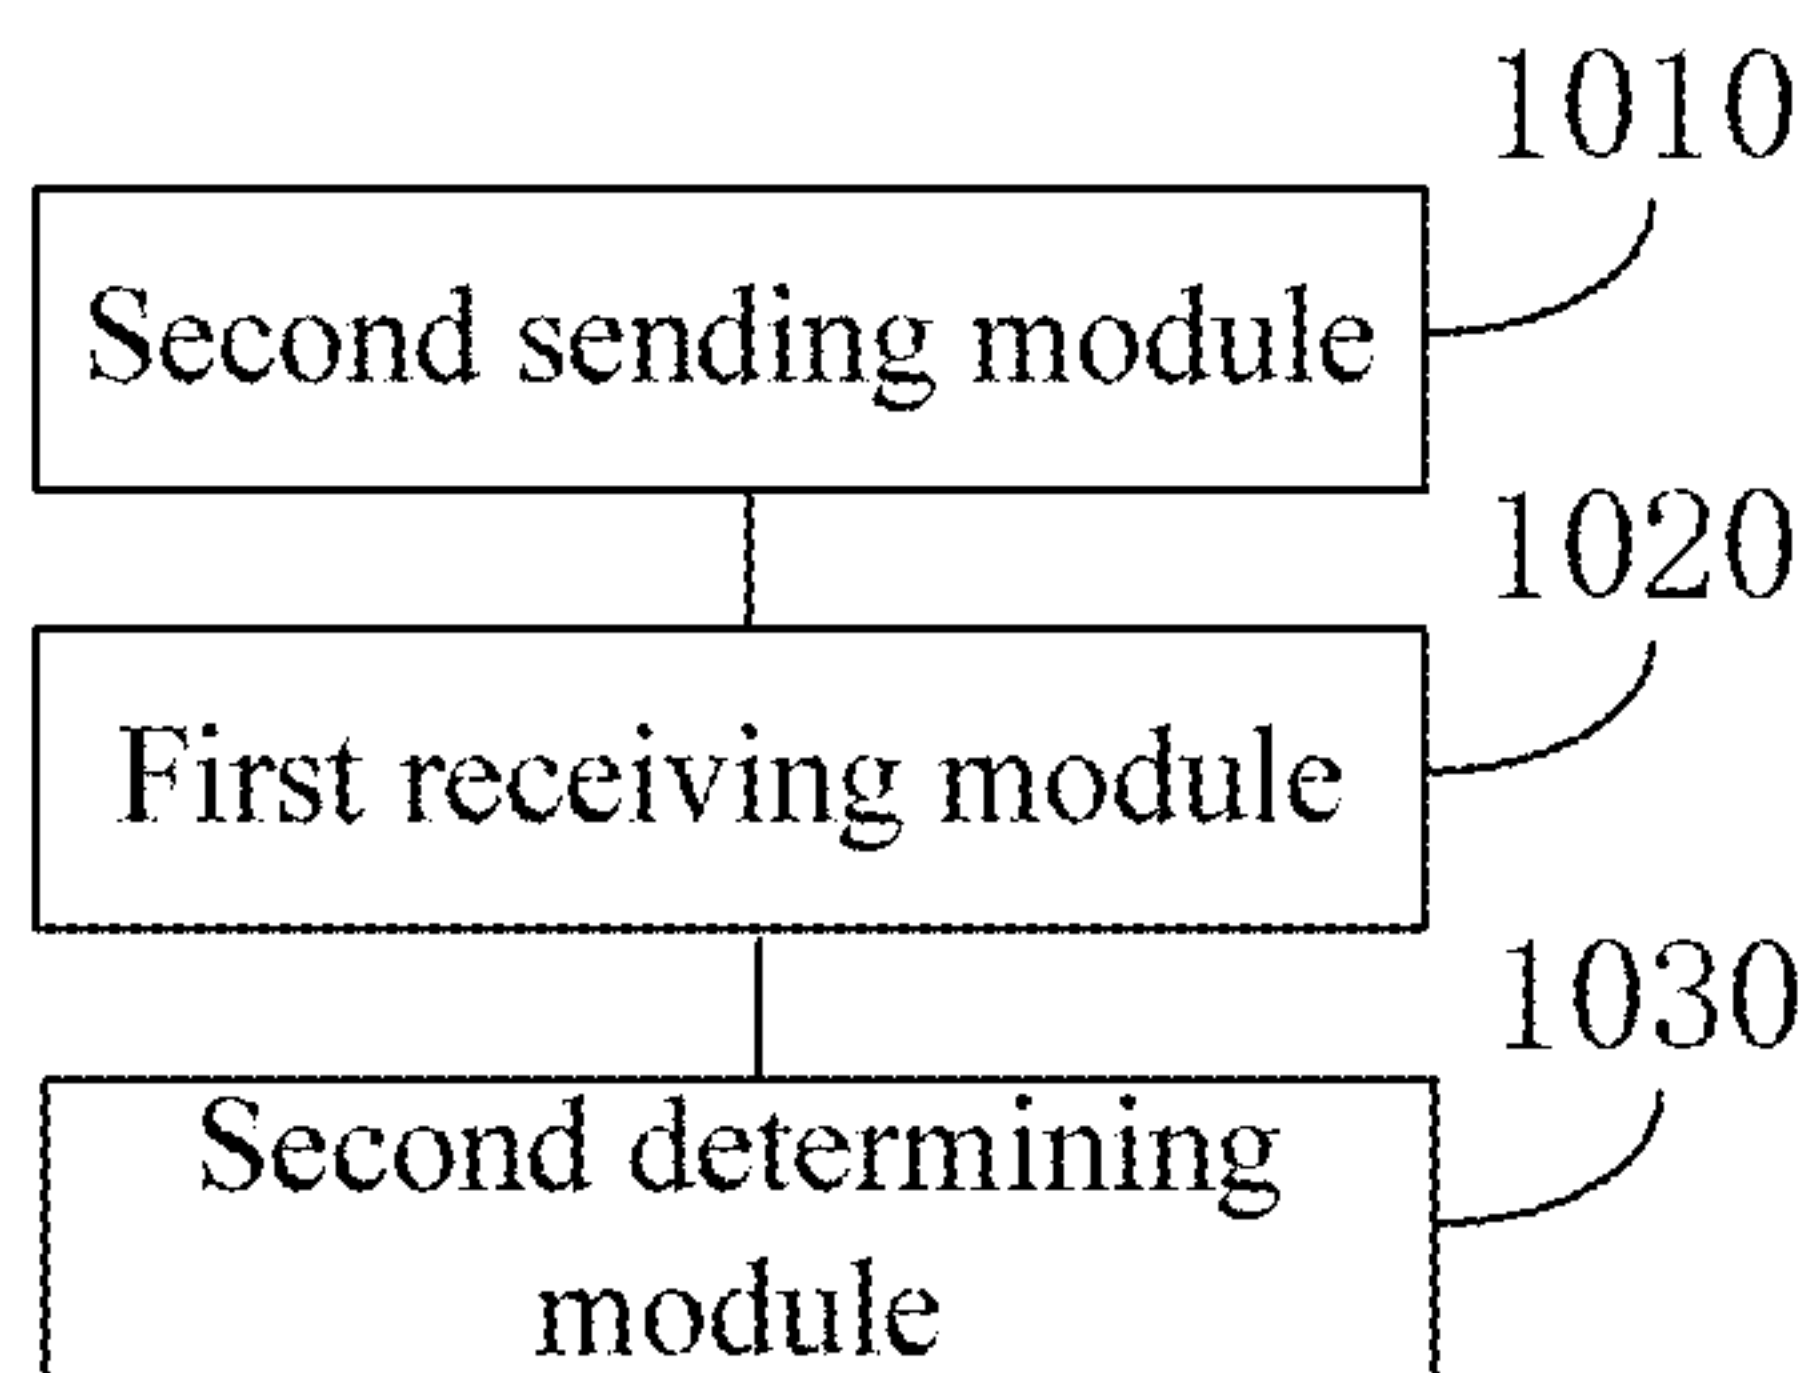 1010
Second sending module
1020
First receiving module
1030
Second determining
module